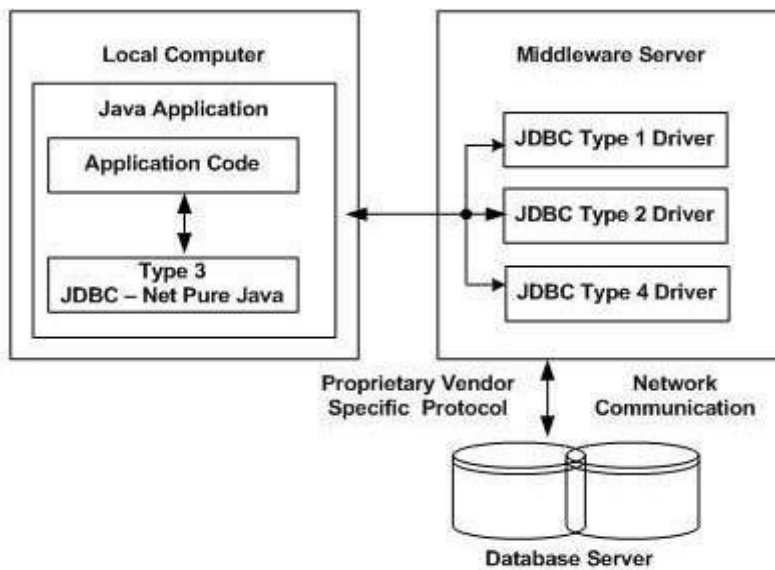 Local Computer
Java Application
Application Code
Type 3
JDBC – Net Pure Java
Middleware Server
JDBC Type 1 Driver
JDBC Type 2 Driver
JDBC Type 4 Driver
Proprietary Vendor
Specific Protocol
Network
Communication
Database Server